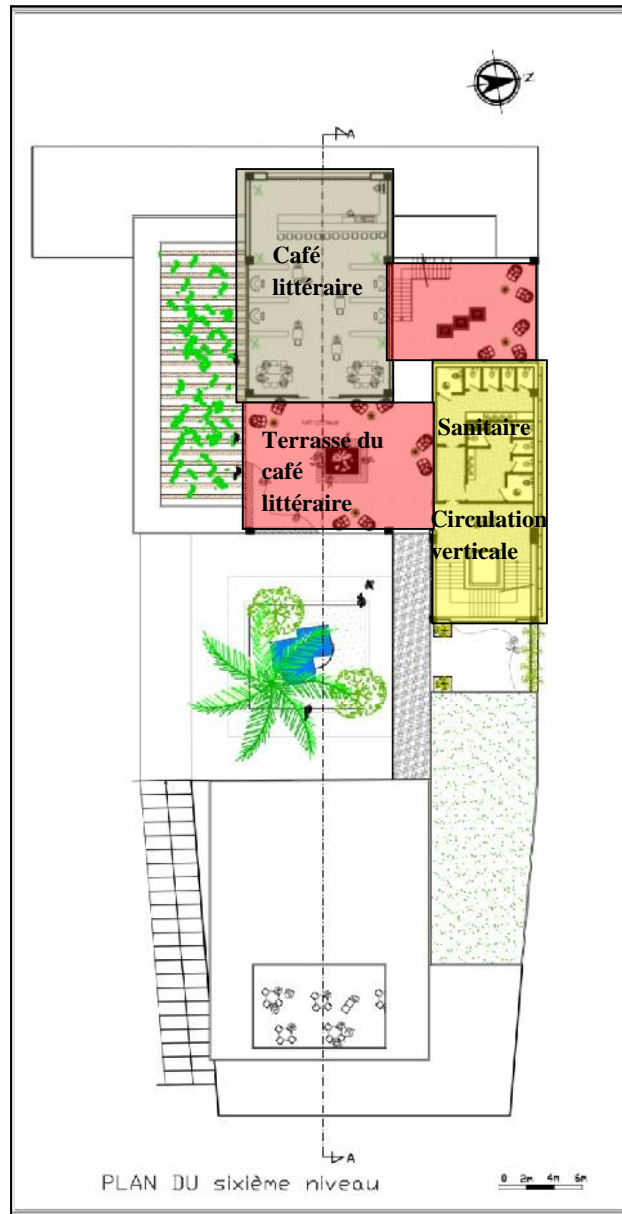 Z
A
Café
littéraire
Sanitaire
Terrasse du
café
littéraire
Circulation
verticale
A
PLAN DU sixième niveau
0 2m 4m 6m